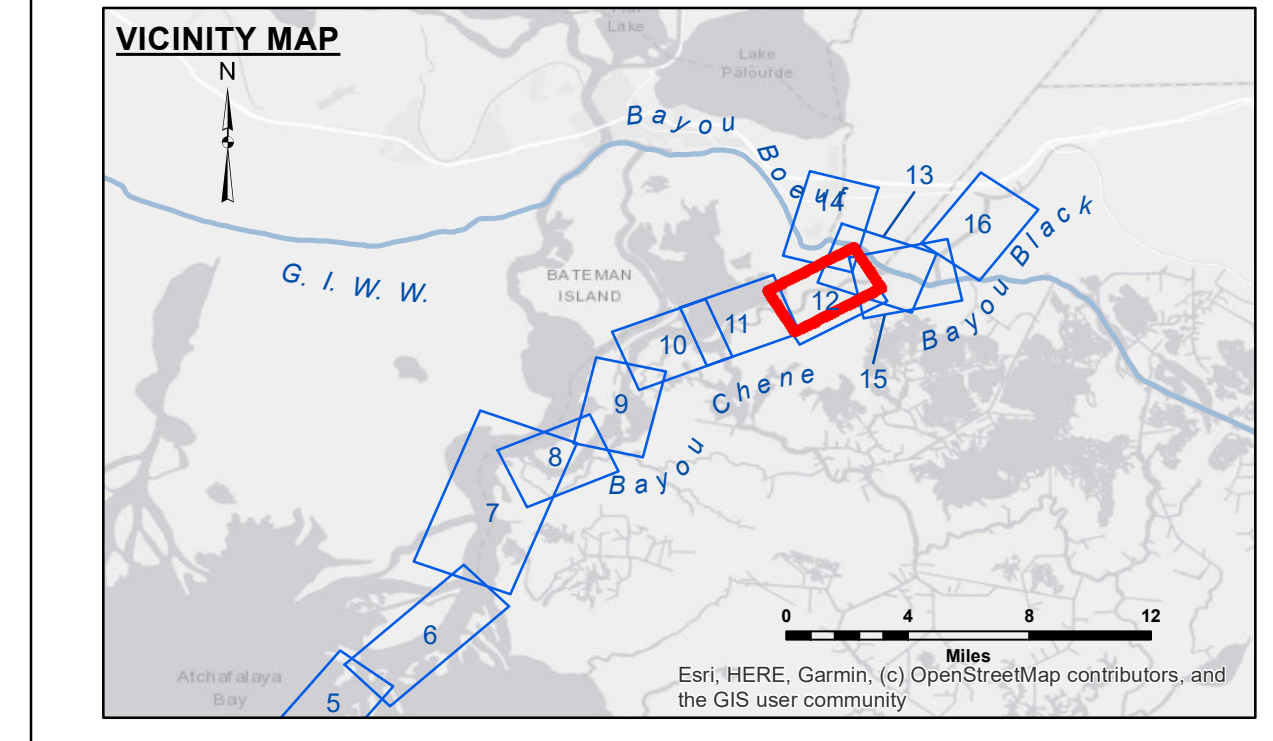 VICINITY MAP
N
Lake
Lake
Palourde
Bayou Boeuf
13
14
16
Bayou Black
G. I. W. W.
BATEMAN
ISLAND
12
11
10
15
Bayou Chene
9
8
7
6
5
Atchafalaya
Bay
0 4 8 12
Miles
Esri, HERE, Garmin, (c) OpenStreetMap contributors, and
the GIS user community